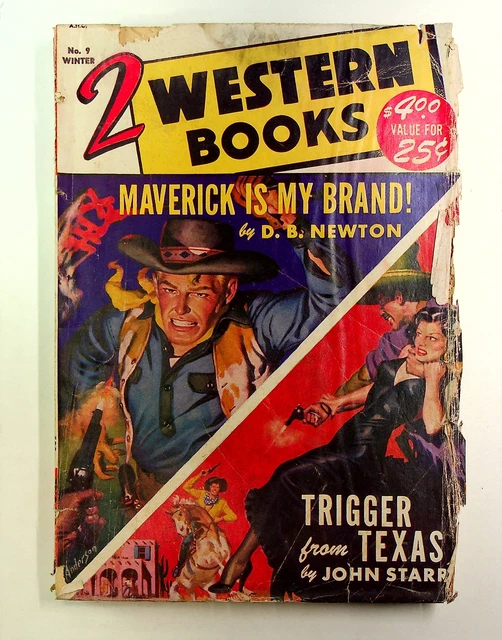 No. 9
WINTER
2 WESTERN
BOOKS
$4.00
VALUE FOR
25¢
MAVERICK IS MY BRAND!
by D. B. NEWTON
TRIGGER
from TEXAS
by JOHN STARR
Anderson